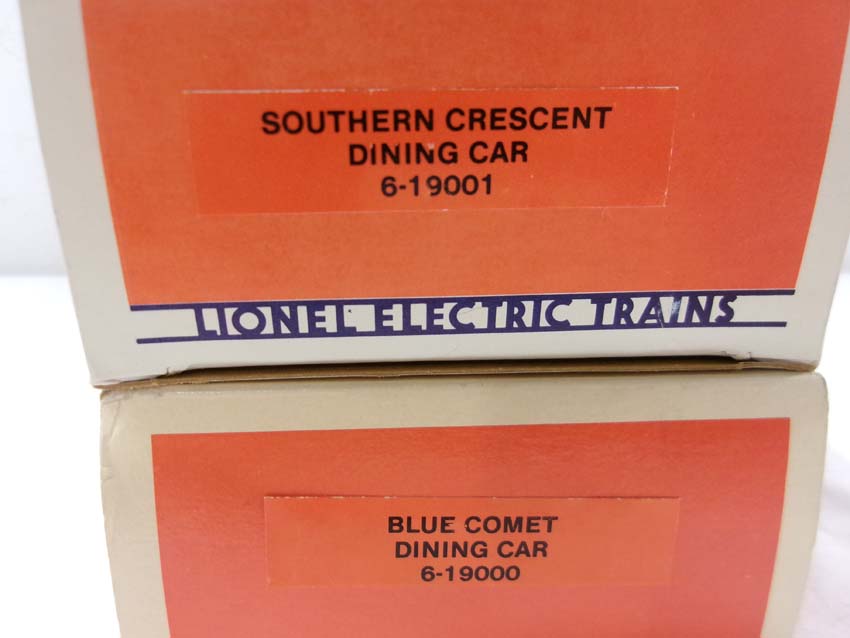 SOUTHERN CRESCENT
DINING CAR
6-19001
LIONEL ELECTRIC TRAINS
BLUE COMET
DINING CAR
6-19000